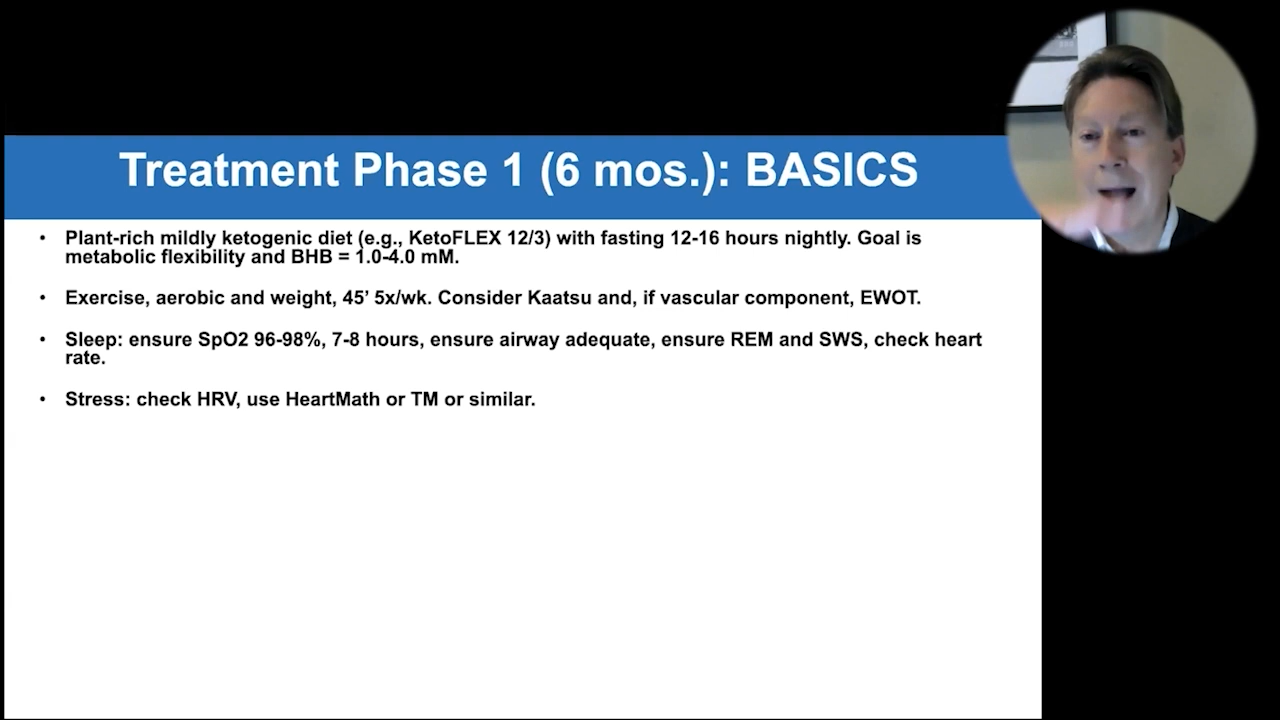 Treatment Phase 1 (6 mos.): BASICS
• Plant-rich mildly ketogenic diet (e.g., KetoFLEX 12/3) with fasting 12-16 hours nightly. Goal is
metabolic flexibility and BHB = 1.0-4.0 mM.
• Exercise, aerobic and weight, 45’ 5x/wk. Consider Kaatsu and, if vascular component, EWOT.
• Sleep: ensure SpO2 96-98%, 7-8 hours, ensure airway adequate, ensure REM and SWS, check heart
rate.
• Stress: check HRV, use HeartMath or TM or similar.